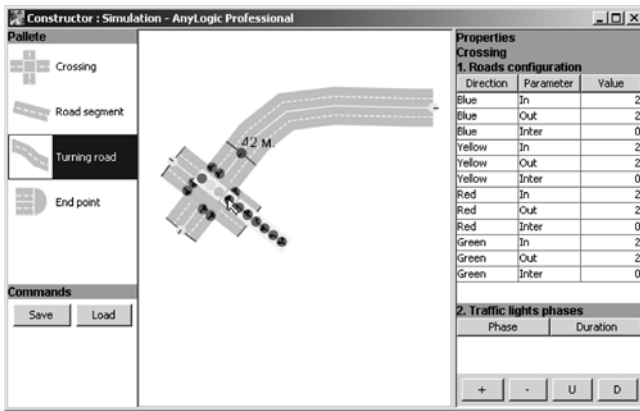 Constructor : Simulation - AnyLogic Professional
Pallete
Crossing
Road segment
Turning road
End point
Commands
Save Load
42 м.
Properties
Crossing
1. Roads configuration
Direction Parameter Value
Blue In 2
Blue Out 2
Blue Inter 0
Yellow In 2
Yellow Out 2
Yellow Inter 0
Red In 2
Red Out 2
Red Inter 0
Green In 2
Green Out 2
Green Inter 0
2. Traffic lights phases
Phase Duration
+ - U D